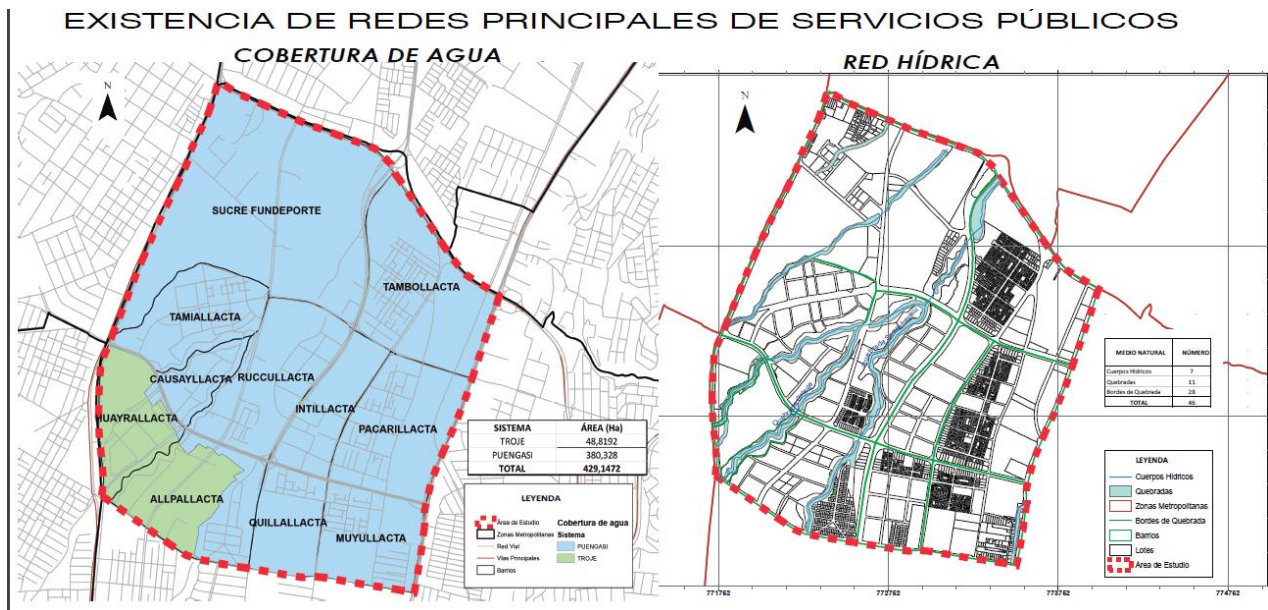 EXISTENCIA DE REDES PRINCIPALES DE SERVICIOS PÚBLICOS
COBERTURA DE AGUA
N
SUCRE FUNDEPORTE
TAMBOLLACTA
TAMIALLACTA
CAUSAYLLACTA RUCCULLACTA
HUAYRALLACTA
INTILLACTA
PACARILLACTA
ALLPALLACTA
QUILLALLACTA
MUYULLACTA
SISTEMA ÁREA (Ha)
TROJE 48,8192
PUENGASI 380,328
TOTAL 429,1472
LEYENDA
Área de Estudio
Zonas Metropolitanas
Red Vial
Vías Principales
Barrios
Cobertura de agua
Sistema
PUENGASI
TROJE
RED HÍDRICA
N
MEDIO NATURAL NÚMERO
Cuerpos Hídricos 7
Quebradas 11
Bordes de Quebrada 28
TOTAL 46
LEYENDA
Cuerpos Hídricos
Quebradas
Zonas Metropolitanas
Bordes de Quebrada
Barrios
Lotes
Área de Estudio
771762 772762 773762 774762